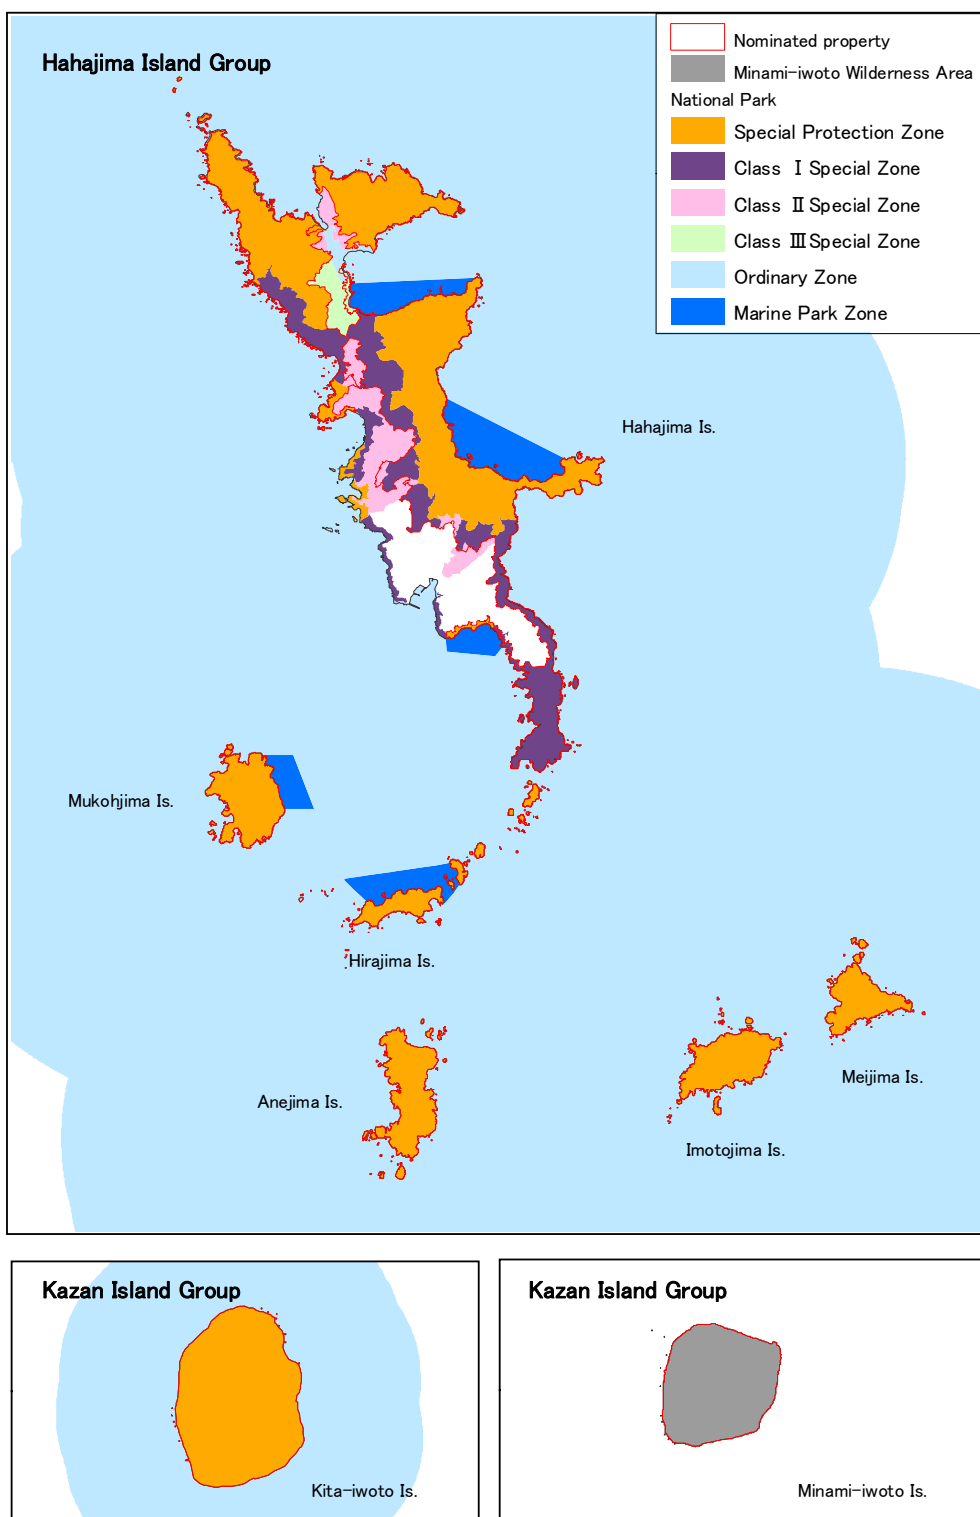 Hahajima Island Group
Nominated property
Minami-iwoto Wilderness Area
National Park
Special Protection Zone
Class Ⅰ Special Zone
Class Ⅱ Special Zone
Class Ⅲ Special Zone
Ordinary Zone
Marine Park Zone
Hahajima Is.
Mukohjima Is.
Hirajima Is.
Meijima Is.
Anejima Is.
Imotojima Is.
Kazan Island Group
Kita-iwoto Is.
Kazan Island Group
Minami-iwoto Is.